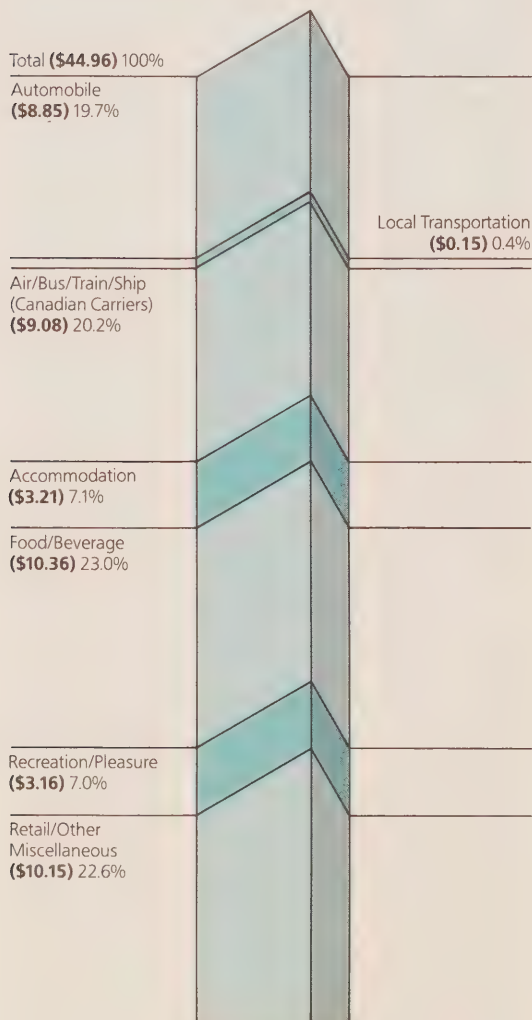 Total ($44.96) 100%
Automobile
($8.85) 19.7%
Local Transportation
($0.15) 0.4%
Air/Bus/Train/Ship
(Canadian Carriers)
($9.08) 20.2%
Accommodation
($3.21) 7.1%
Food/Beverage
($10.36) 23.0%
Recreation/Pleasure
($3.16) 7.0%
Retail/Other
Miscellaneous
($10.15) 22.6%